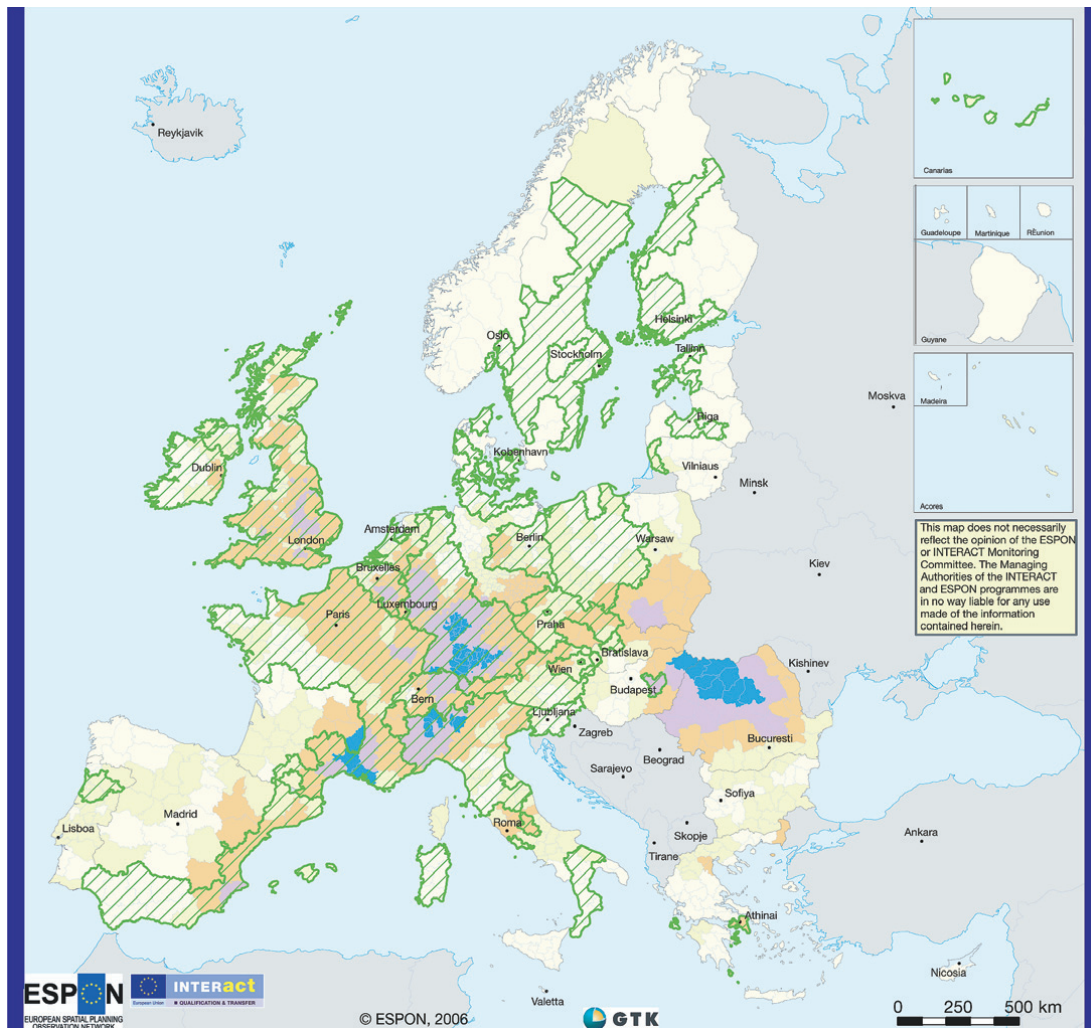 Reykjavik
Canarias
Guadeloupe
Martinique
RÉunion
Guyane
Oslo
Helsinki
Stockholm
Tallinn
Madeira
Moskva
Riga
Dublin
København
Vilniaus
Minsk
Acores
London
Amsterdam
Berlin
Warsaw
This map does not necessarily
reflect the opinion of the ESPON
or INTERACT Monitoring
Committee. The Managing
Authorities of the INTERACT
and ESPON programmes are
in no way liable for any use
made of the information
contained herein.
Bruxelles
Kiev
Paris
Luxembourg
Praha
Bratislava
Wien
Kishinev
Budapest
Bern
Ljubljana
Zagreb
Bucuresti
Beograd
Sarajevo
Sofiya
Madrid
Roma
Lisboa
Skopje
Ankara
Tirane
Athinai
Nicosia
Valetta
ESPON
EUROPEAN SPATIAL PLANNING
OBSERVATION NETWORK
INTERact
European Union
QUALIFICATION & TRANSFER
© ESPON, 2006
GTK
0 250 500 km